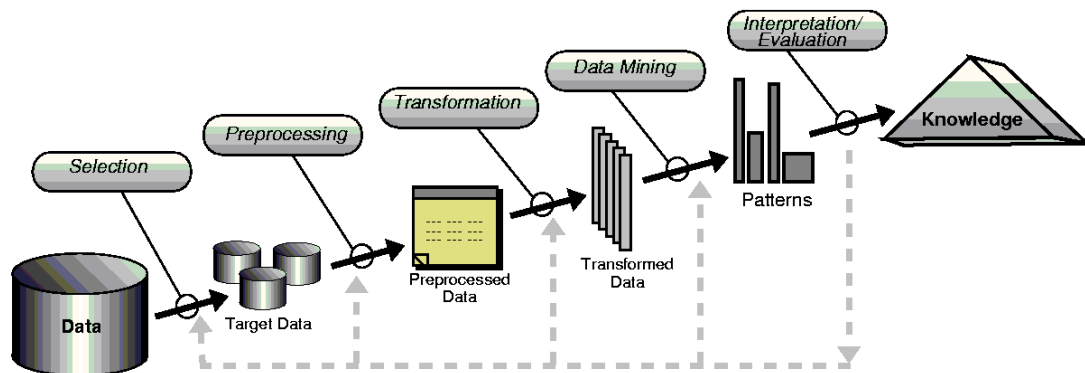 Interpretation/
Evaluation
Data Mining
Transformation
Preprocessing
Selection
Knowledge
Patterns
Transformed
Data
Preprocessed
Data
Target Data
Data